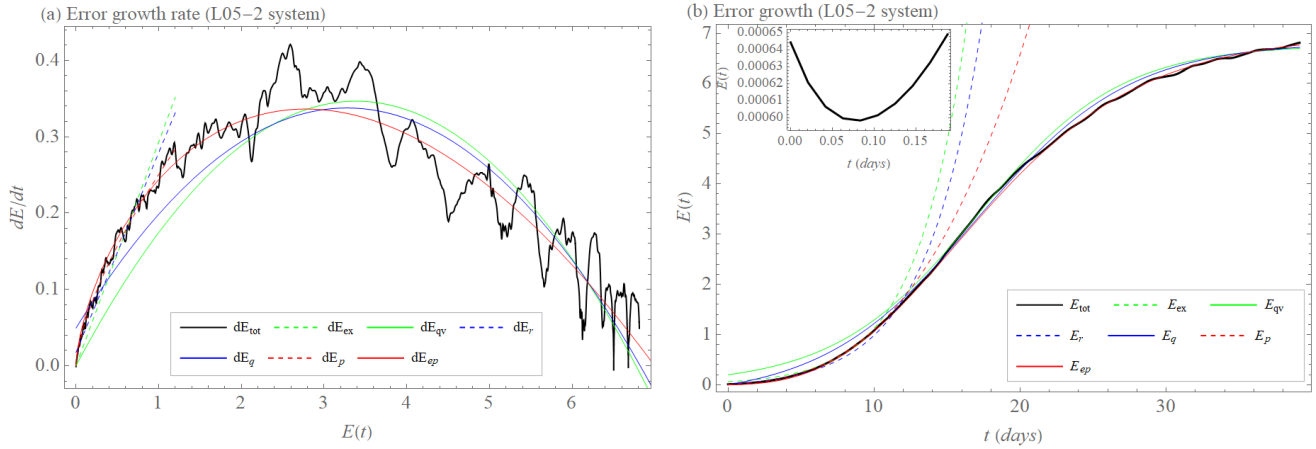 (a) Error growth rate (L05−2 system)
dE/dt
0.4
0.3
0.2
0.1
0.0
dE_tot dE_ex dE_qv dE_r
dE_q dE_p dE_ep
0 1 2 3 4 5 6
E(t)
(b) Error growth (L05−2 system)
E(t)
7
6
5
4
3
2
1
0
E(t)
0.00065
0.00064
0.00063
0.00062
0.00061
0.00060
0.00 0.05 0.10 0.15
t (days)
E_tot E_ex E_qv
E_r E_q E_p
E_ep
0 10 20 30
t (days)